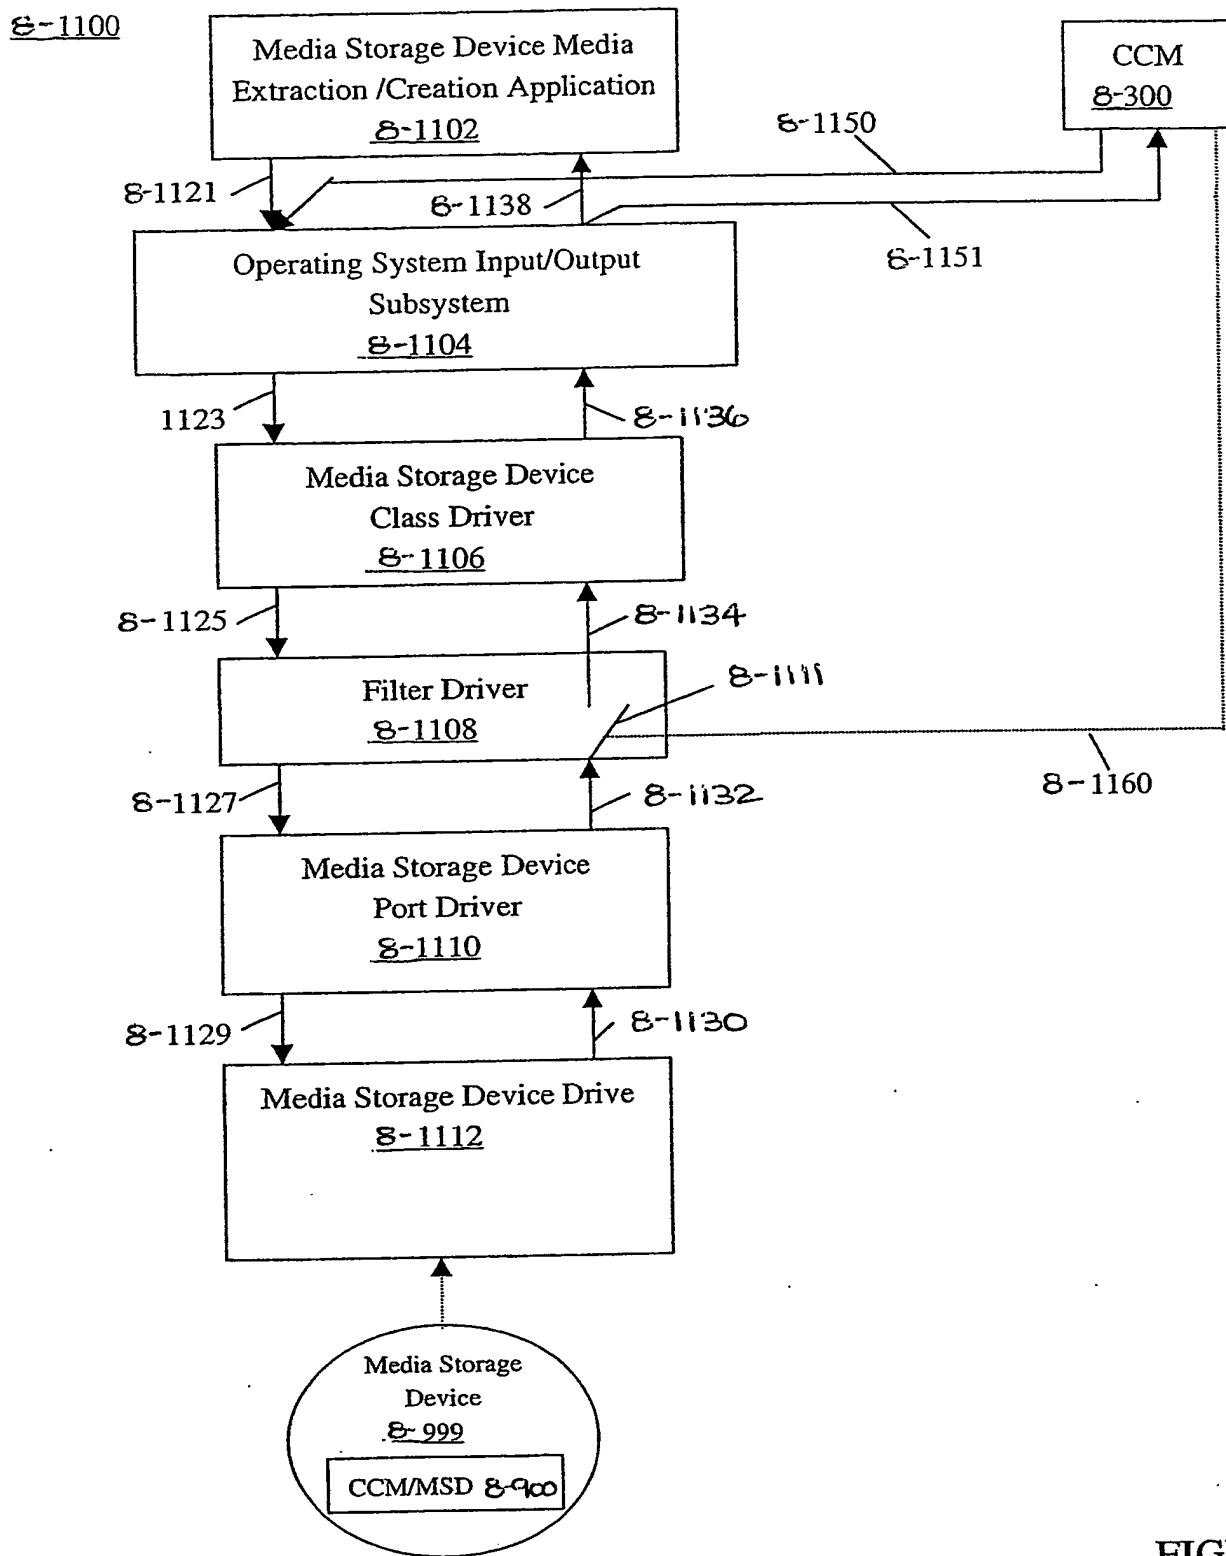 8-1100
Media Storage Device Media
Extraction /Creation Application
8-1102
CCM
8-300
8-1150
8-1121
8-1138
8-1151
Operating System Input/Output
Subsystem
8-1104
1123
8-1136
Media Storage Device
Class Driver
8-1106
8-1125
8-1134
Filter Driver
8-1108
8-1111
8-1160
8-1127
8-1132
Media Storage Device
Port Driver
8-1110
8-1129
8-1130
Media Storage Device Drive
8-1112
Media Storage
Device
8-999
CCM/MSD 8-900